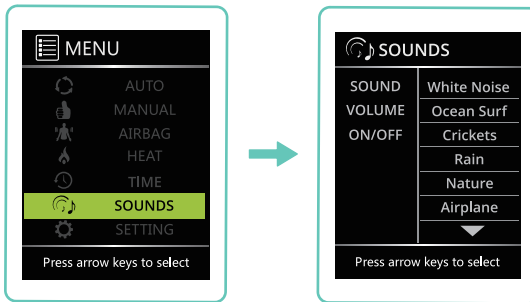 MENU
AUTO
MANUAL
AIRBAG
HEAT
TIME
SOUNDS
SETTING
Press arrow keys to select
SOUNDS
SOUND
VOLUME
ON/OFF
White Noise
Ocean Surf
Crickets
Rain
Nature
Airplane
Press arrow keys to select